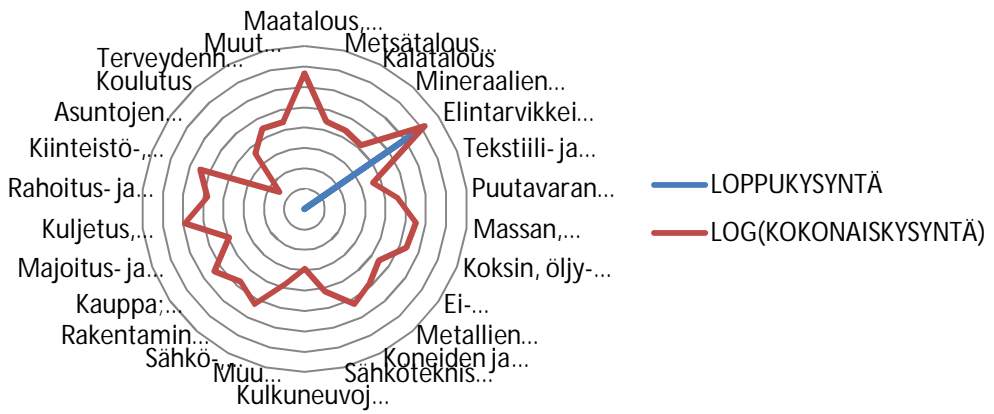 Maatalous,...
Metsätalous...
Kalatalous
Mineraalien...
Elintarvikkei...
Tekstiili- ja...
Puutavaran...
Massan,...
Koksin, öljy-...
Ei-...
Metallien...
Koneiden ja...
Sähköteknis...
Kulkuneuvoj...
Muu...
Sähkö-,...
Rakentamin...
Kauppa;...
Majoitus- ja...
Kuljetus,...
Rahoitus- ja...
Kiinteistö-,...
Asuntojen...
Koulutus
Terveydenh...
Muut...
LOPPUKYSYNTÄ
LOG(KOKONAISKYSYNTÄ)